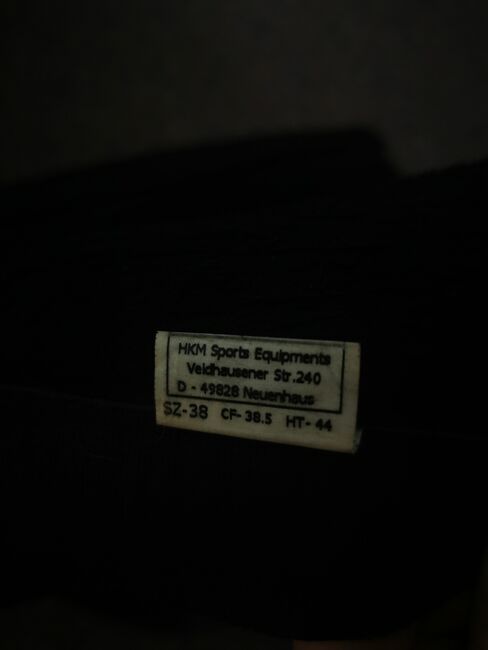 HKM Sports Equipments
Veldhausener Str.240
D - 49828 Neuenhaus
SZ-38 CF- 38.5 HT- 44